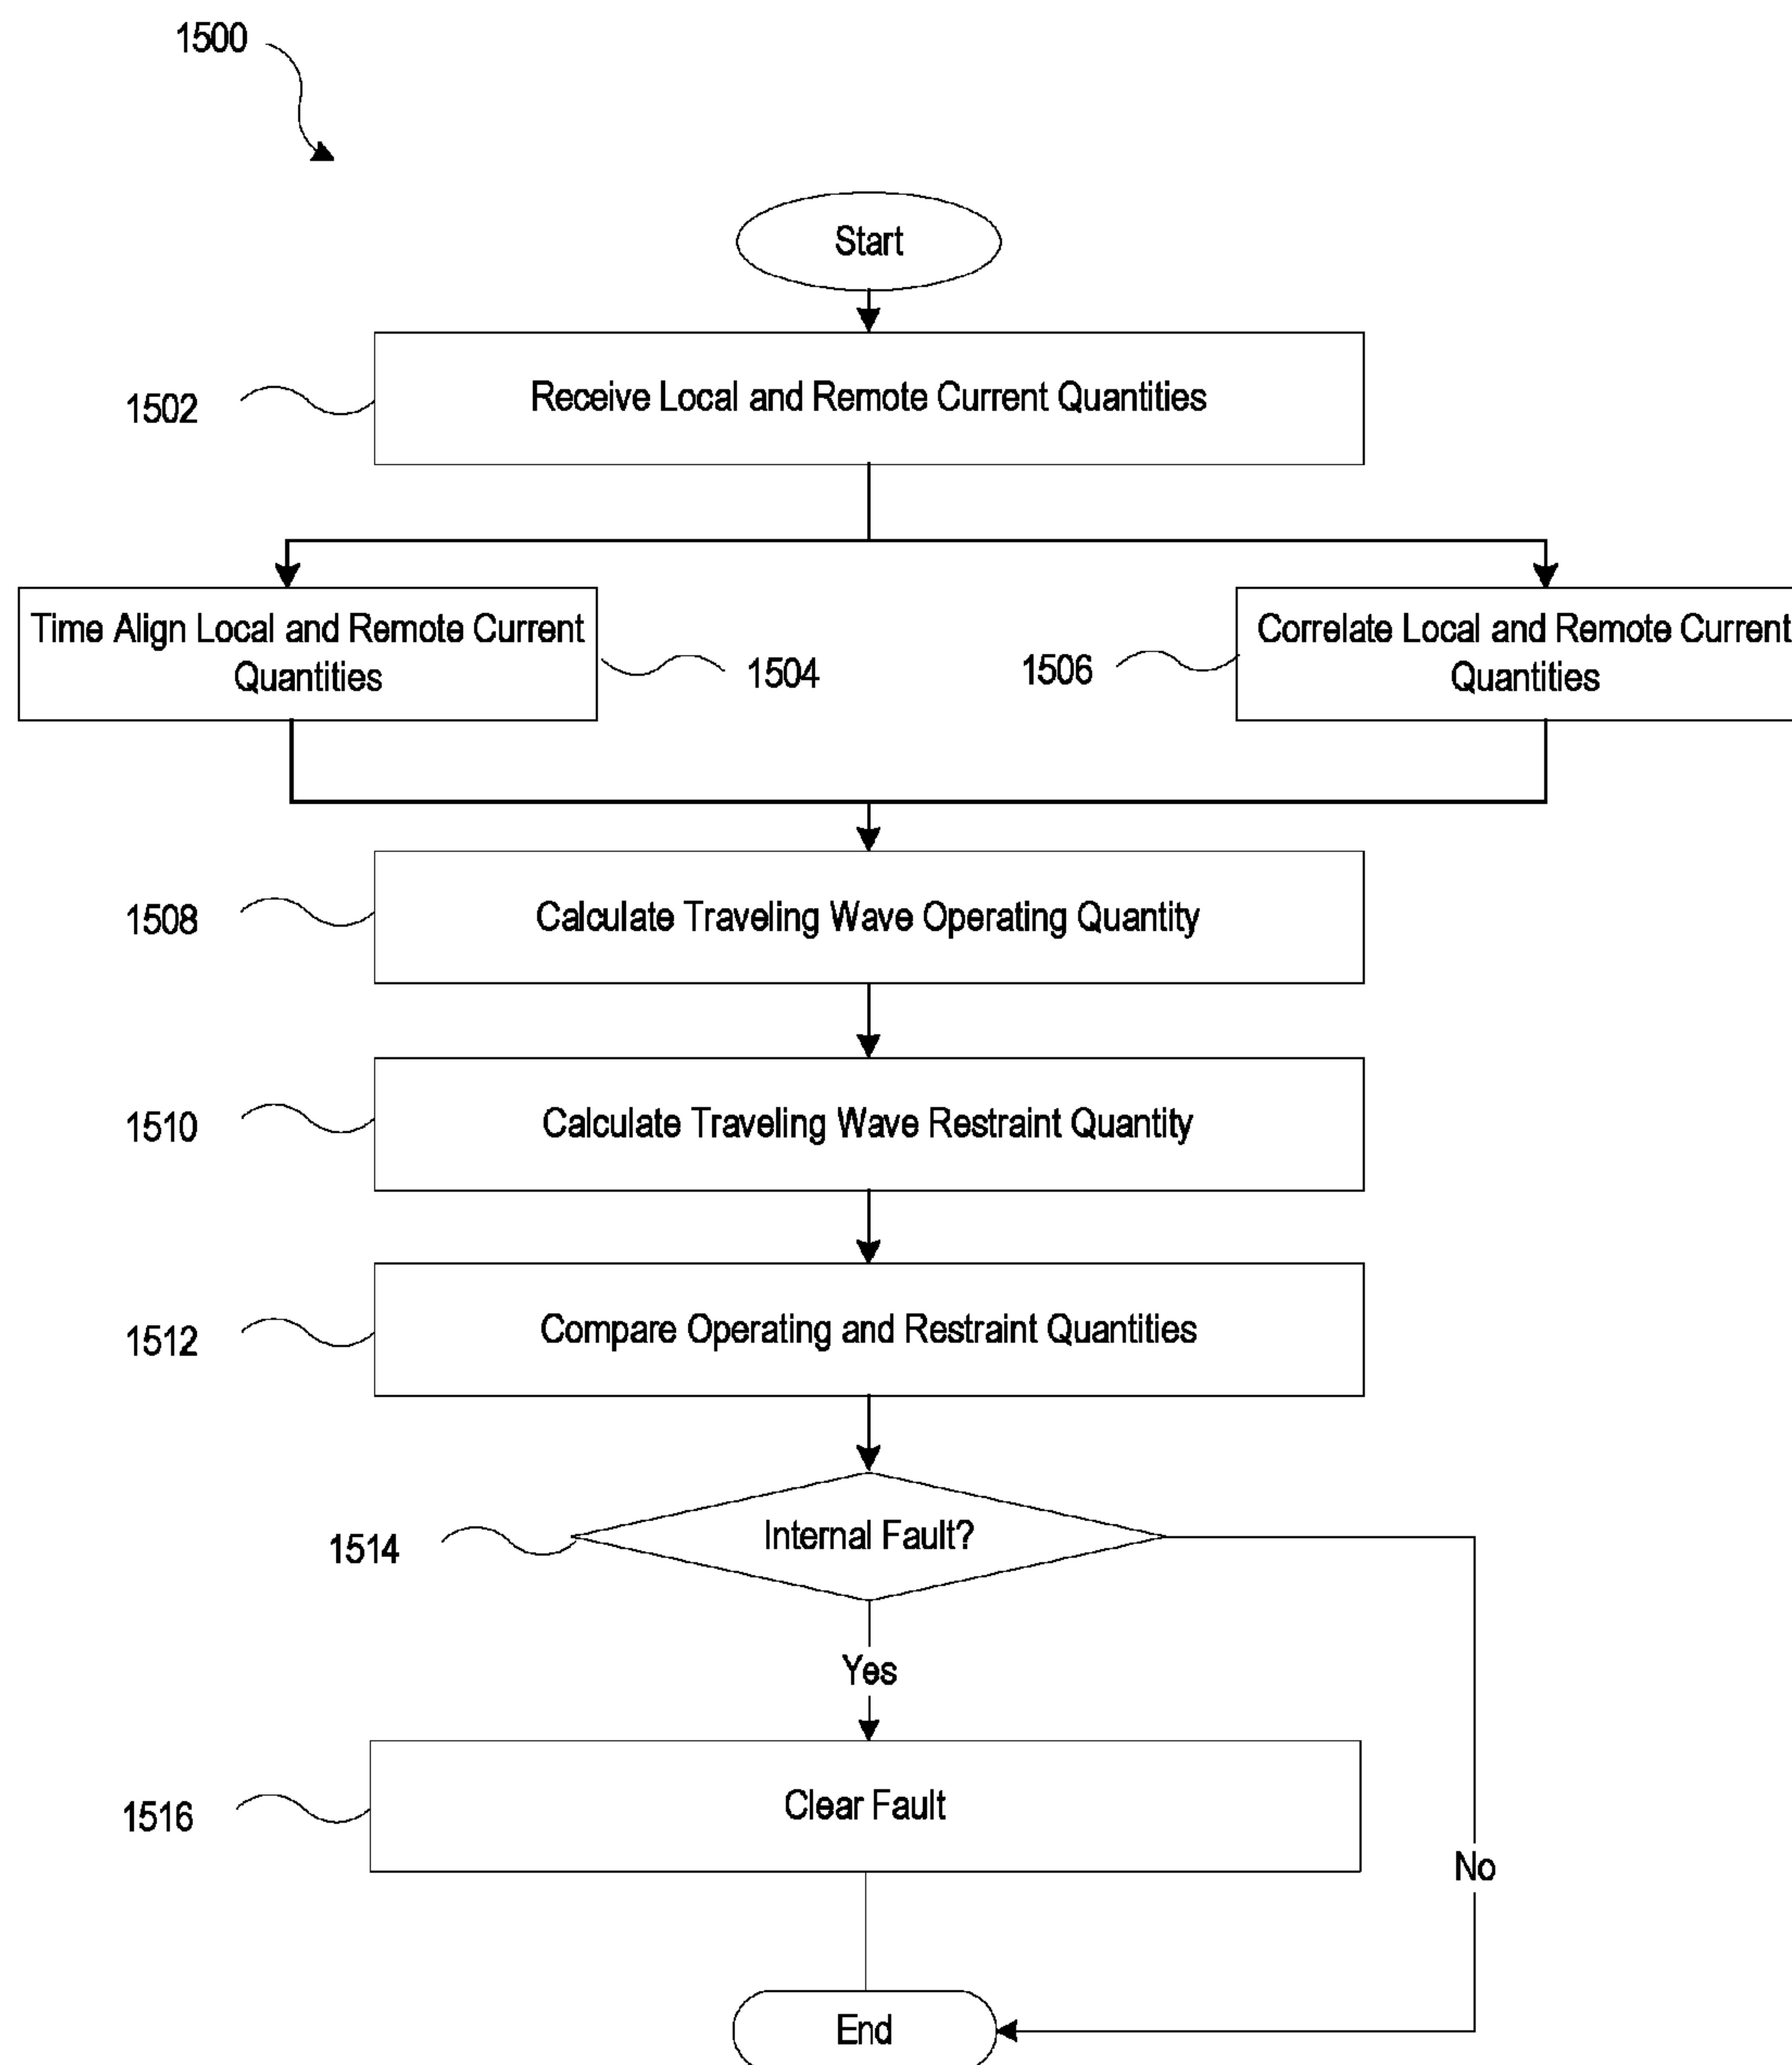 1500
Start
1502
Receive Local and Remote Current Quantities
Time Align Local and Remote Current
Quantities
1504
1506
Correlate Local and Remote Current
Quantities
1508
Calculate Traveling Wave Operating Quantity
1510
Calculate Traveling Wave Restraint Quantity
1512
Compare Operating and Restraint Quantities
1514
Internal Fault?
Yes
1516
Clear Fault
No
End